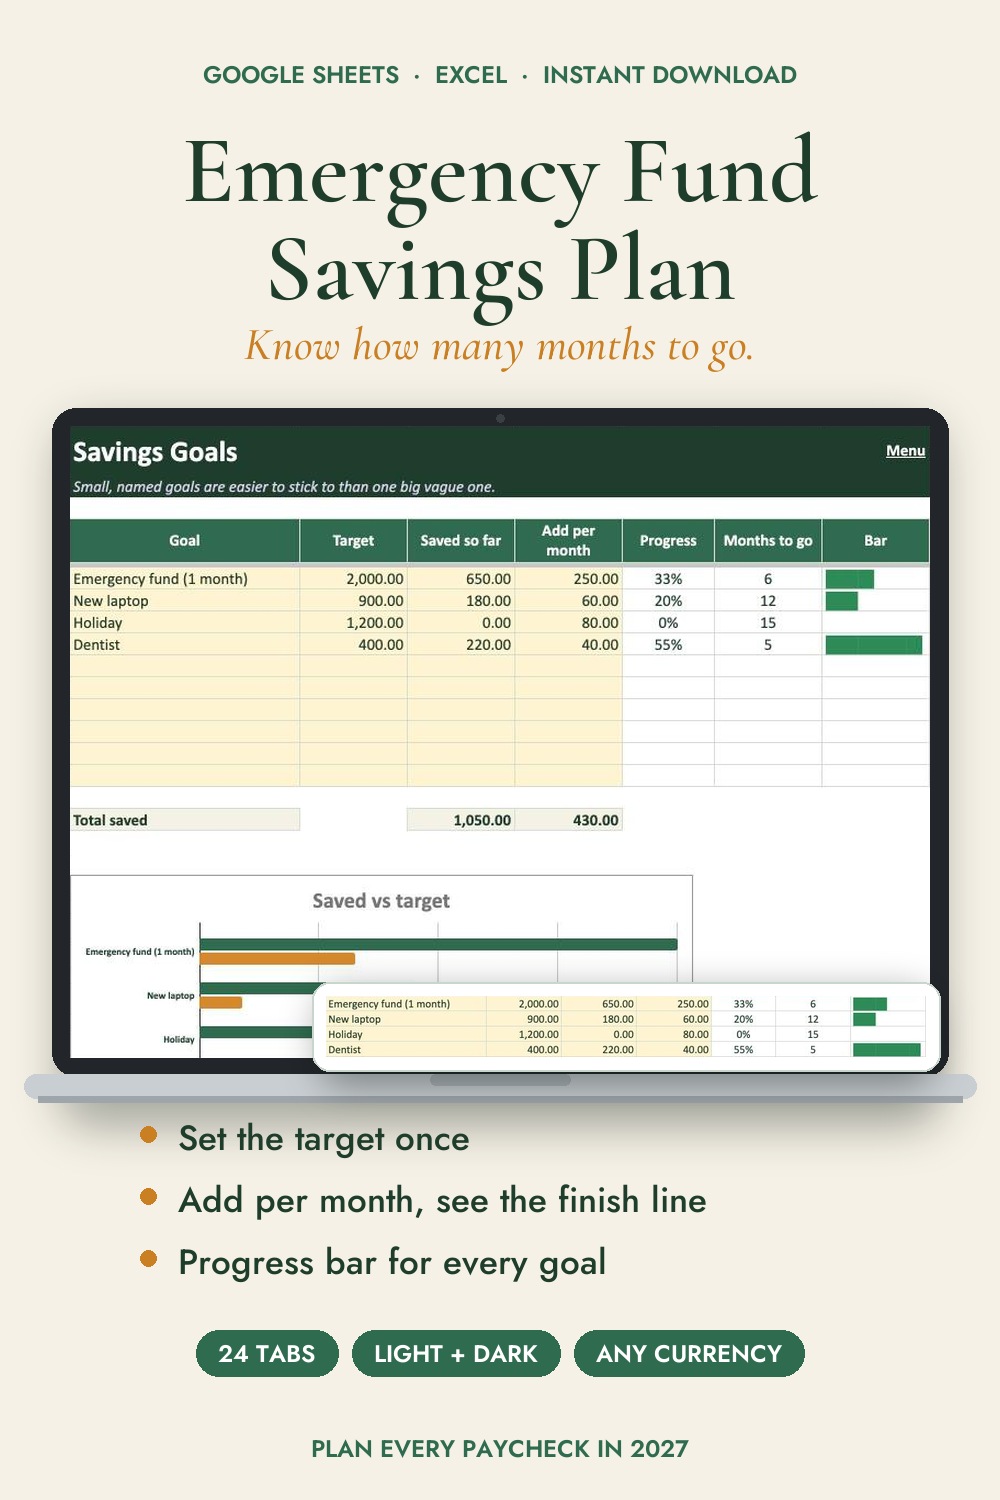 GOOGLE SHEETS · EXCEL · INSTANT DOWNLOAD
Emergency Fund
Savings Plan
Know how many months to go.
Savings Goals
Menu
Small, named goals are easier to stick to than one big vague one.
Goal Target Saved so far Add per month Progress Months to go Bar
Emergency fund (1 month) 2,000.00 650.00 250.00 33% 6
New laptop 900.00 180.00 60.00 20% 12
Holiday 1,200.00 0.00 80.00 0% 15
Dentist 400.00 220.00 40.00 55% 5
Total saved 1,050.00 430.00
Saved vs target
Emergency fund (1 month)
New laptop
Holiday
Emergency fund (1 month) 2,000.00 650.00 250.00 33% 6
New laptop 900.00 180.00 60.00 20% 12
Holiday 1,200.00 0.00 80.00 0% 15
Dentist 400.00 220.00 40.00 55% 5
Set the target once
Add per month, see the finish line
Progress bar for every goal
24 TABS LIGHT + DARK ANY CURRENCY
PLAN EVERY PAYCHECK IN 2027